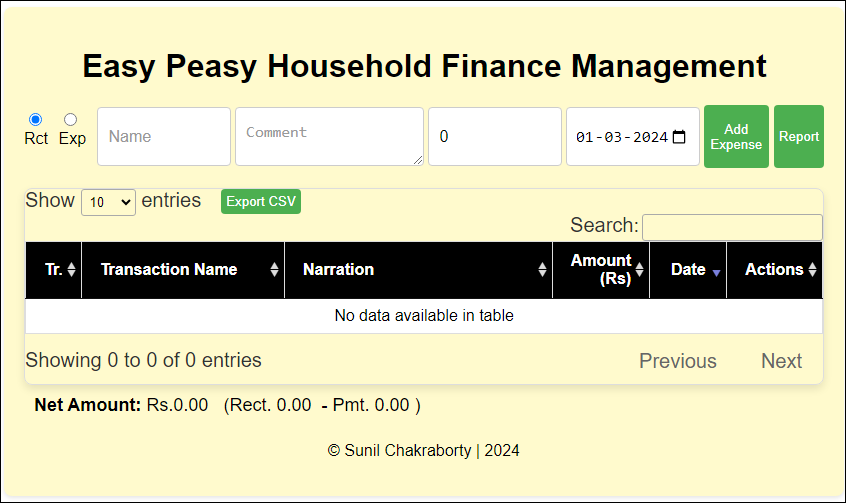 Easy Peasy Household Finance Management
Rct Exp Name Comment 0 01-03-2024 Add Expense Report
Show 10 entries Export CSV
Search:
Tr. Transaction Name Narration Amount (Rs) Date Actions
No data available in table
Showing 0 to 0 of 0 entries Previous Next
Net Amount: Rs.0.00 (Rect. 0.00 - Pmt. 0.00 )
© Sunil Chakraborty | 2024